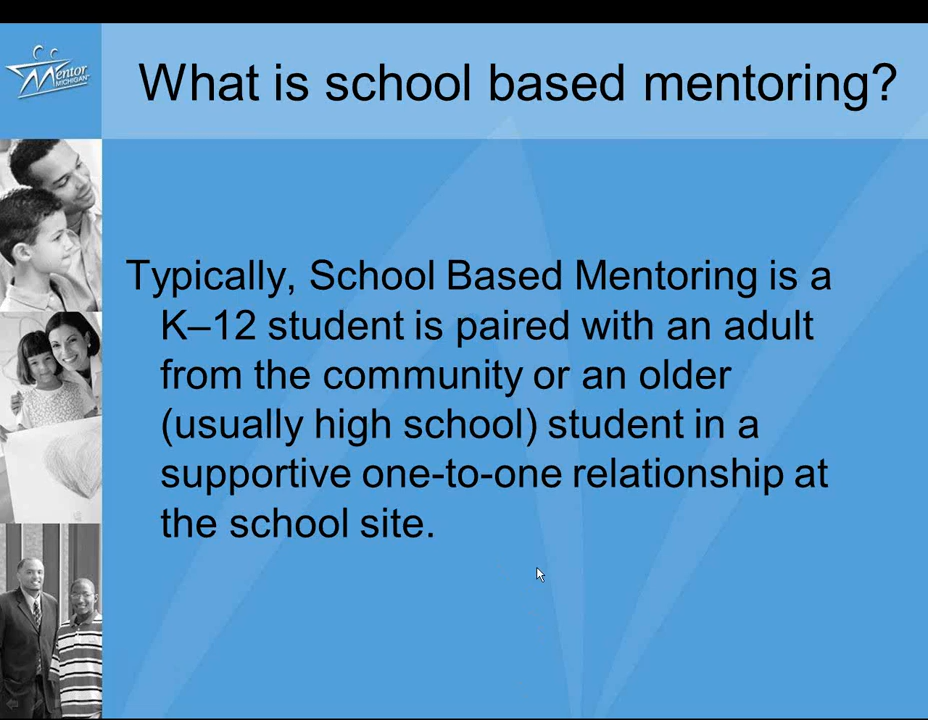 Mentor
MICHIGAN
What is school based mentoring?
Typically, School Based Mentoring is a
K–12 student is paired with an adult
from the community or an older
(usually high school) student in a
supportive one-to-one relationship at
the school site.